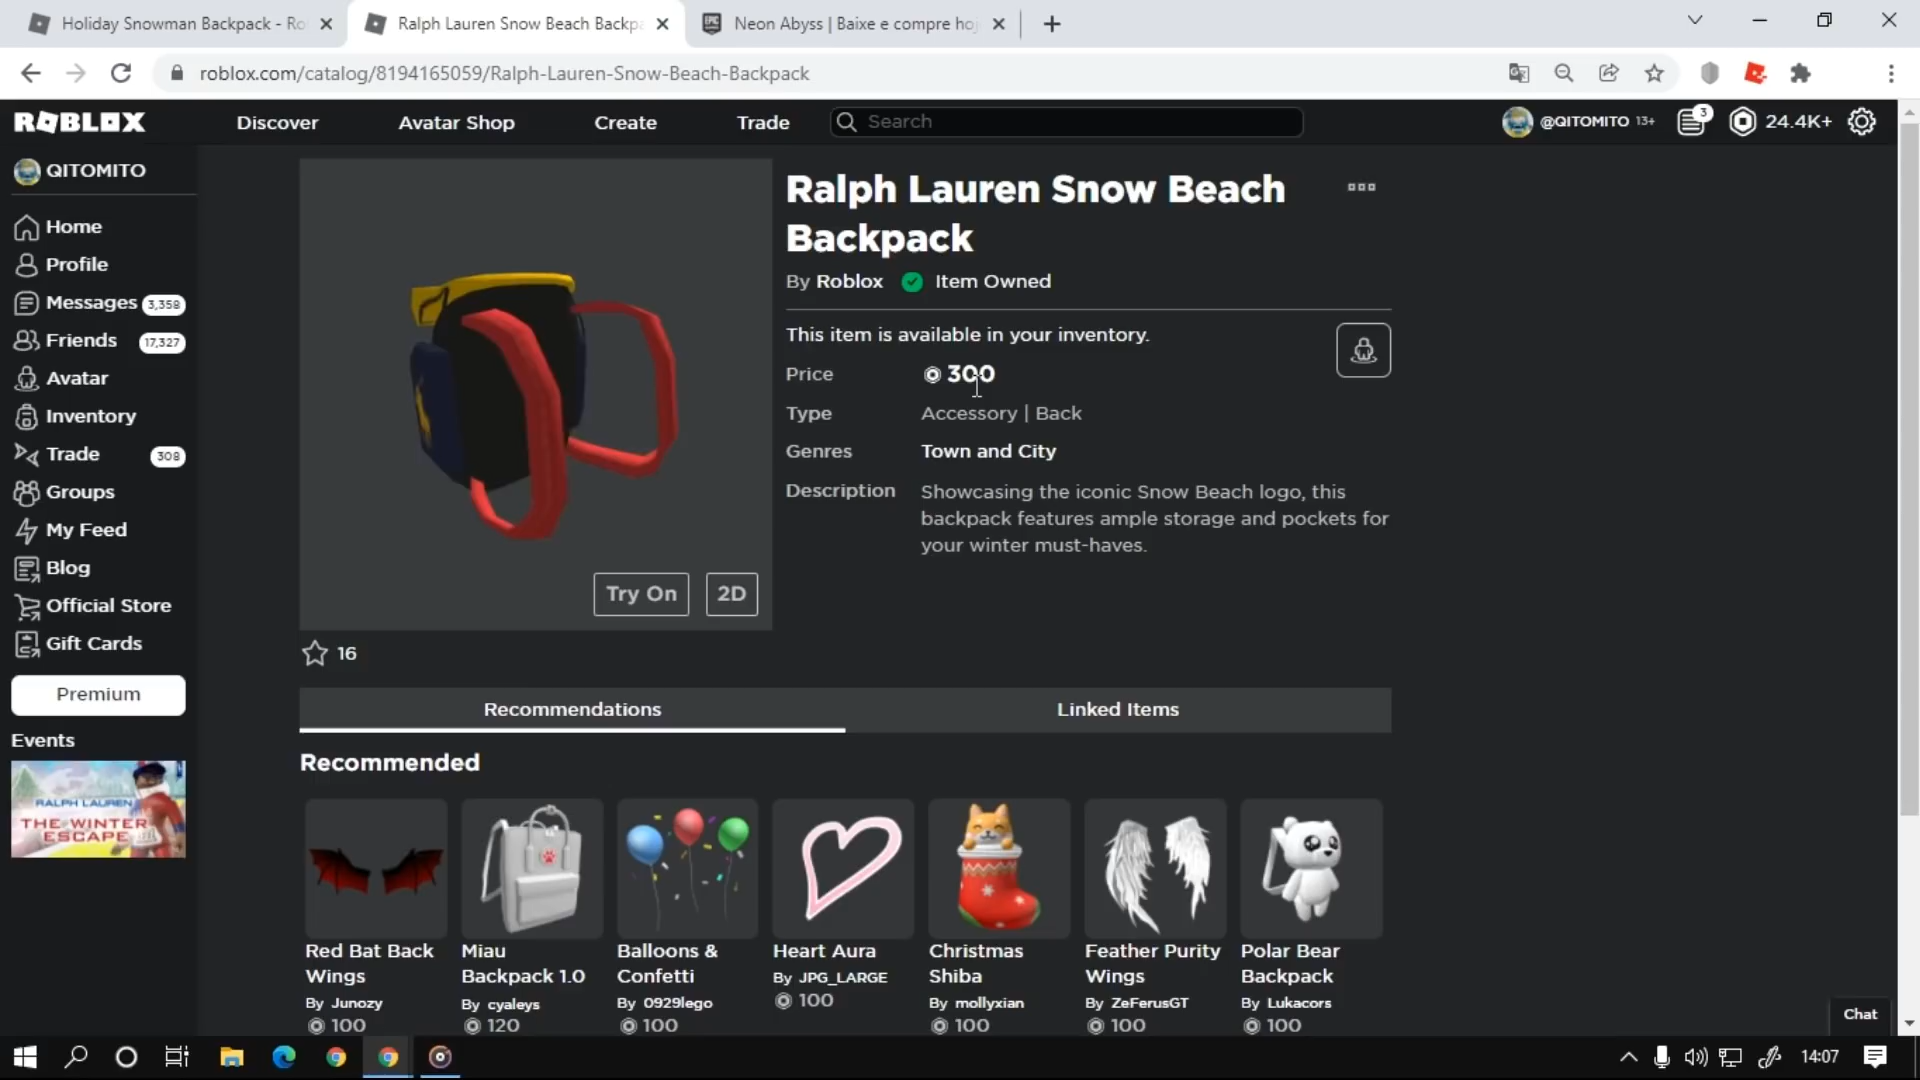 Holiday Snowman Backpack - Ro
Ralph Lauren Snow Beach Backpa
Neon Abyss | Baixe e compre hoj
roblox.com/catalog/8194165059/Ralph-Lauren-Snow-Beach-Backpack
ROBLOX
Discover
Avatar Shop
Create
Trade
Search
@QITOMITO 13+
3
24.4K+
QITOMITO
Home
Profile
Messages 3,358
Friends 17,327
Avatar
Inventory
Trade 308
Groups
My Feed
Blog
Official Store
Gift Cards
Premium
Events
RALPH LAUREN
THE WINTER
ESCAPE
Try On
2D
16
Ralph Lauren Snow Beach
Backpack
By Roblox Item Owned
This item is available in your inventory.
Price 300
Type Accessory | Back
Genres Town and City
Description Showcasing the iconic Snow Beach logo, this
backpack features ample storage and pockets for
your winter must-haves.
Recommendations
Linked Items
Recommended
Red Bat Back
Wings
By Junozy
100
Miau
Backpack 1.0
By cyaleys
120
Balloons &
Confetti
By 0929lego
100
Heart Aura
By JPG_LARGE
100
Christmas
Shiba
By mollyxian
100
Feather Purity
Wings
By ZeFerusGT
100
Polar Bear
Backpack
By Lukacors
100
Chat
14:07